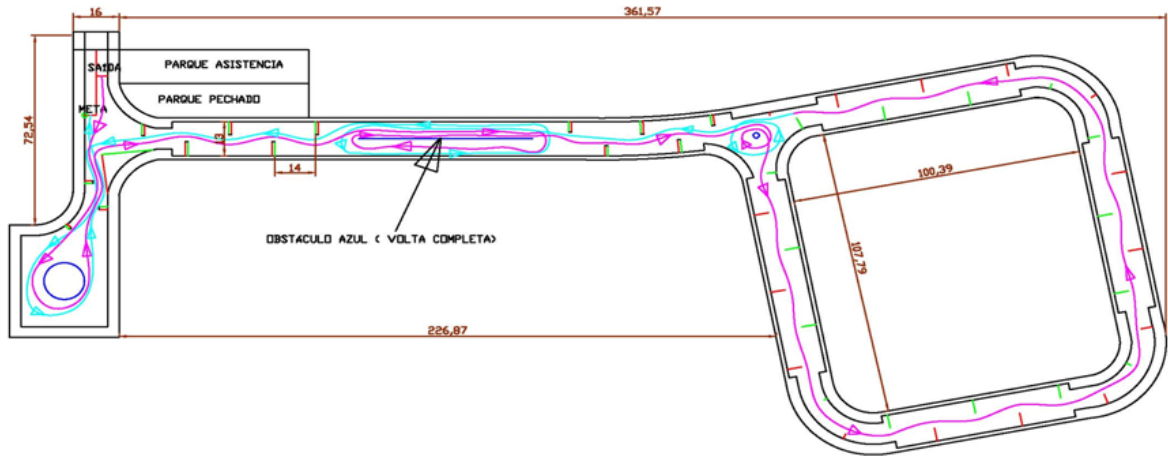 16
361,57
SAIDA
PARQUE ASISTENCIA
PARQUE PECHADO
META
72,54
13
14
100,39
OBSTÁCULO AZUL ( VOLTA COMPLETA)
107,79
226,87